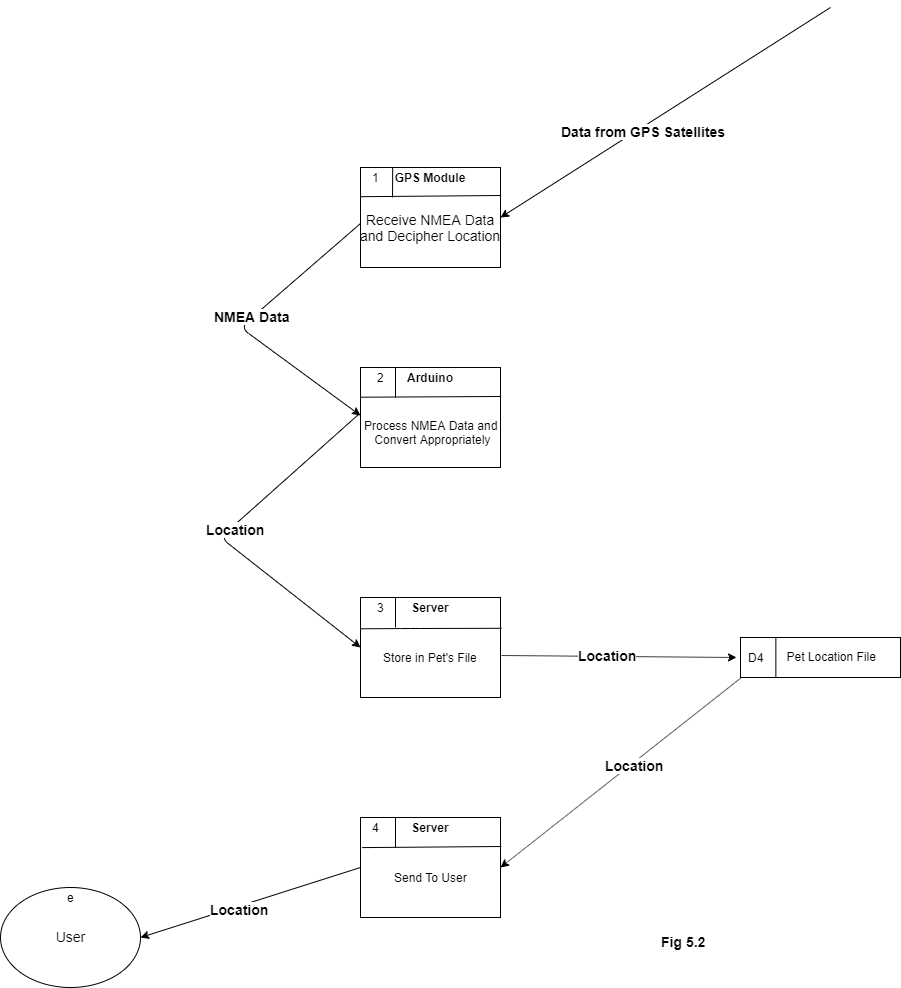 Data from GPS Satellites
1 GPS Module
Receive NMEA Data
and Decipher Location
NMEA Data
2 Arduino
Process NMEA Data and
Convert Appropriately
Location
3 Server
Store in Pet's File
Location
D4 Pet Location File
Location
4 Server
Send To User
Location
e
User
Fig 5.2